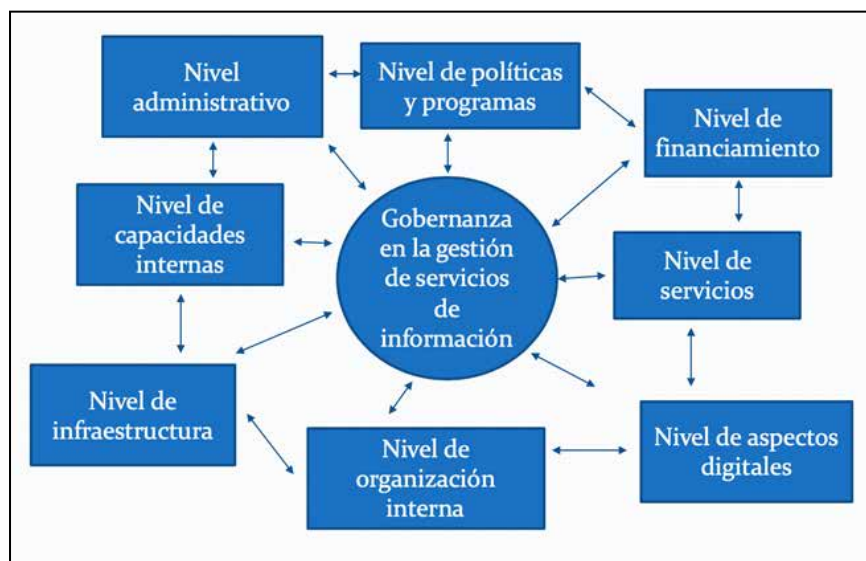 Nivel
administrativo
Nivel de políticas
y programas
Nivel de
financiamiento
Nivel de
capacidades
internas
Gobernanza
en la gestión
de servicios
de
información
Nivel de
servicios
Nivel de
infraestructura
Nivel de
organización
interna
Nivel de aspectos
digitales